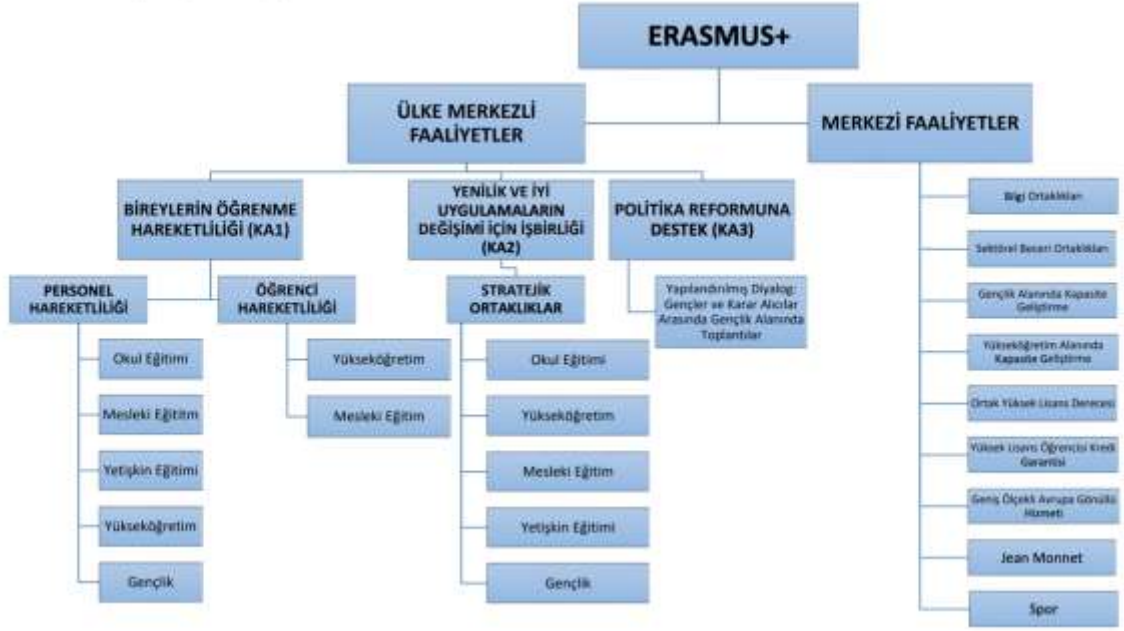 ERASMUS+
ÜLKE MERKEZLİ
FAALİYETLER
MERKEZİ FAALİYETLER
BİREYLERİN ÖĞRENME
HAREKETLİLİĞİ (KA1)
YENİLİK VE İYİ
UYGULAMALARIN
DEĞİŞİMİ İÇİN İŞBİRLİĞİ
(KA2)
POLİTİKA REFORMUNA
DESTEK (KA3)
PERSONEL
HAREKETLİLİĞİ
ÖĞRENCİ
HAREKETLİLİĞİ
STRATEJİK
ORTAKLIKLAR
Yapılandırılmış Diyalog:
Gençler ve Karar Alıcılar
Arasında Gençlik Alanında
Toplantılar
Okul Eğitimi
Mesleki Eğititm
Yetişkin Eğitimi
Yükseköğretim
Gençlik
Yükseköğretim
Mesleki Eğitim
Okul Eğitimi
Yükseköğretim
Mesleki Eğitim
Yetişkin Eğitimi
Gençlik
Bilgi Ortaklıkları
Sektörel Beceri Ortaklıkları
Gençlik Alanında Kapasite
Geliştirme
Yükseköğretim Alanında
Kapasite Geliştirme
Ortak Yüksek Lisans Derecesi
Yüksek Lisans Öğrencisi Kredi
Garantisi
Geniş Ölçekli Avrupa Gönüllü
Hizmeti
Jean Monnet
Spor